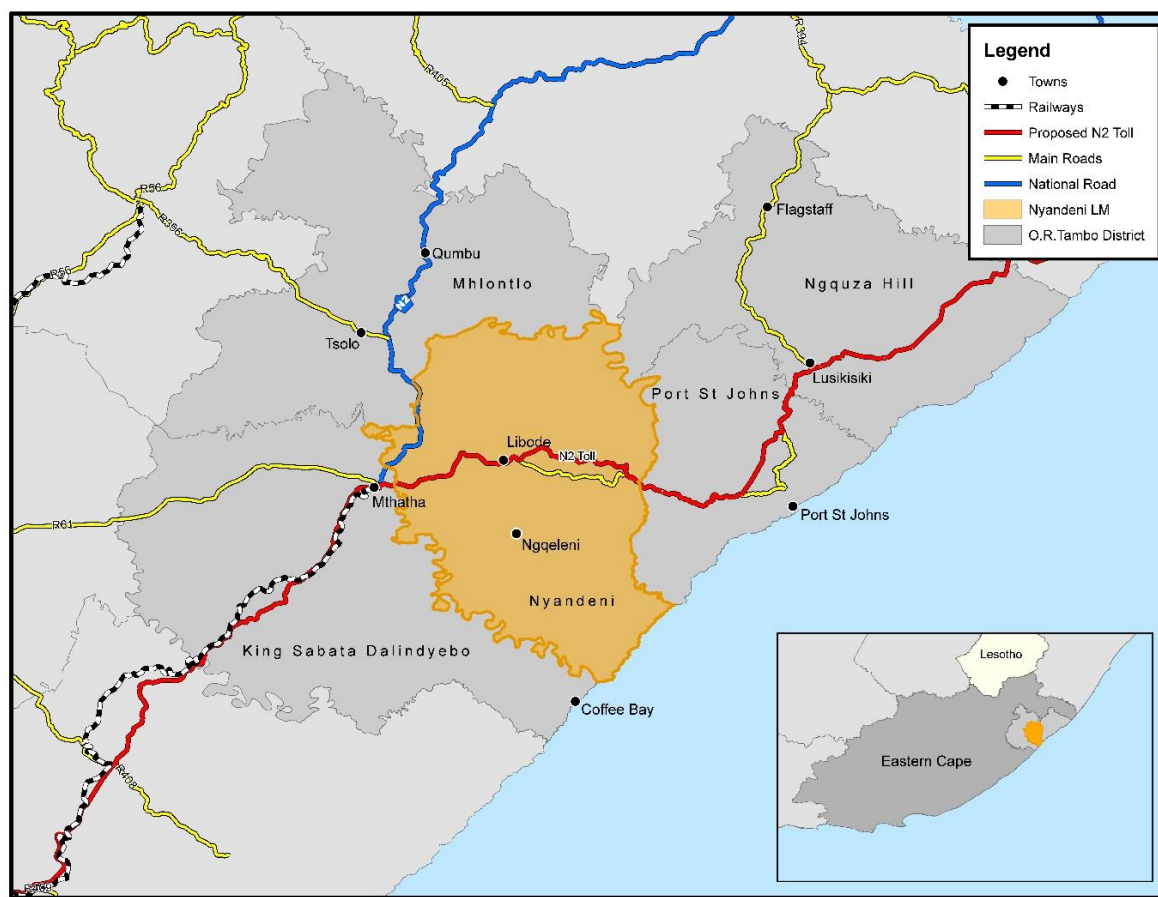 Legend
Towns
Railways
Proposed N2 Toll
Main Roads
National Road
Nyandeni LM
O.R.Tambo District
R394
R405
R56
R396
R56
Flagstaff
Qumbu
Mhlontlo
Ngquza Hill
N2
Tsolo
Lusikisiki
Port St Johns
Libode
N2 Toll
Mthatha
Port St Johns
R61
Ngqeleni
Nyandeni
King Sabata Dalindyebo
Coffee Bay
R408
Lesotho
Eastern Cape